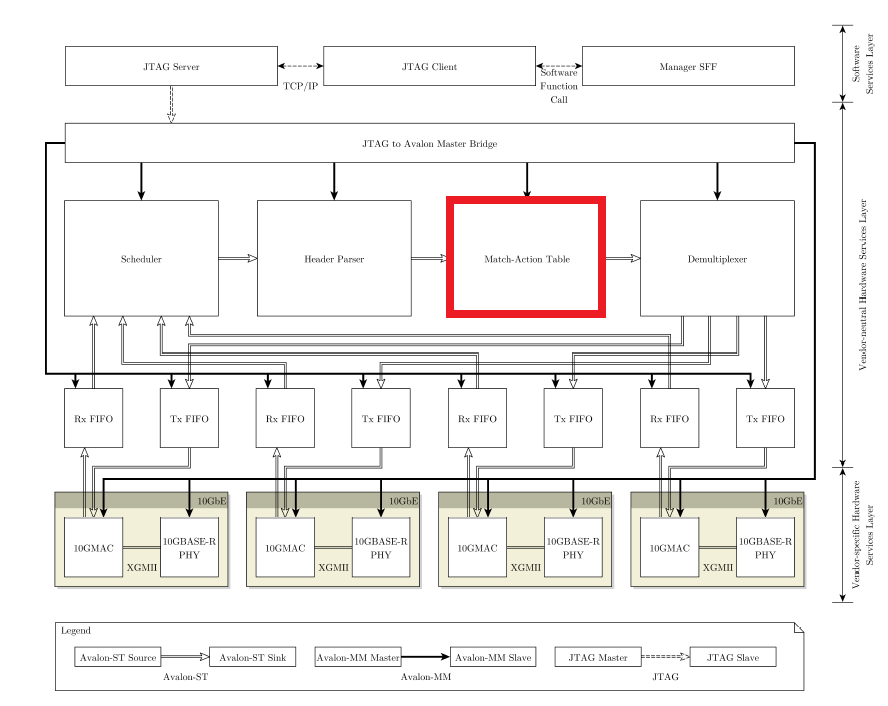 JTAG Server
JTAG Client
Manager SFF
TCP/IP
Software
Function
Call
Software
Services Layer
JTAG to Avalon Master Bridge
Scheduler
Header Parser
Match-Action Table
Demultiplexer
Vendor-neutral Hardware Services Layer
Rx FIFO
Tx FIFO
Rx FIFO
Tx FIFO
Rx FIFO
Tx FIFO
Rx FIFO
Tx FIFO
10GbE
10GbE
10GbE
10GbE
10GMAC
10GBASE-R
PHY
XGMII
10GMAC
10GBASE-R
PHY
XGMII
10GMAC
10GBASE-R
PHY
XGMII
10GMAC
10GBASE-R
PHY
XGMII
Vendor-specific Hardware
Services Layer
Legend
Avalon-ST Source
Avalon-ST Sink
Avalon-MM Master
Avalon-MM Slave
JTAG Master
JTAG Slave
Avalon-ST
Avalon-MM
JTAG